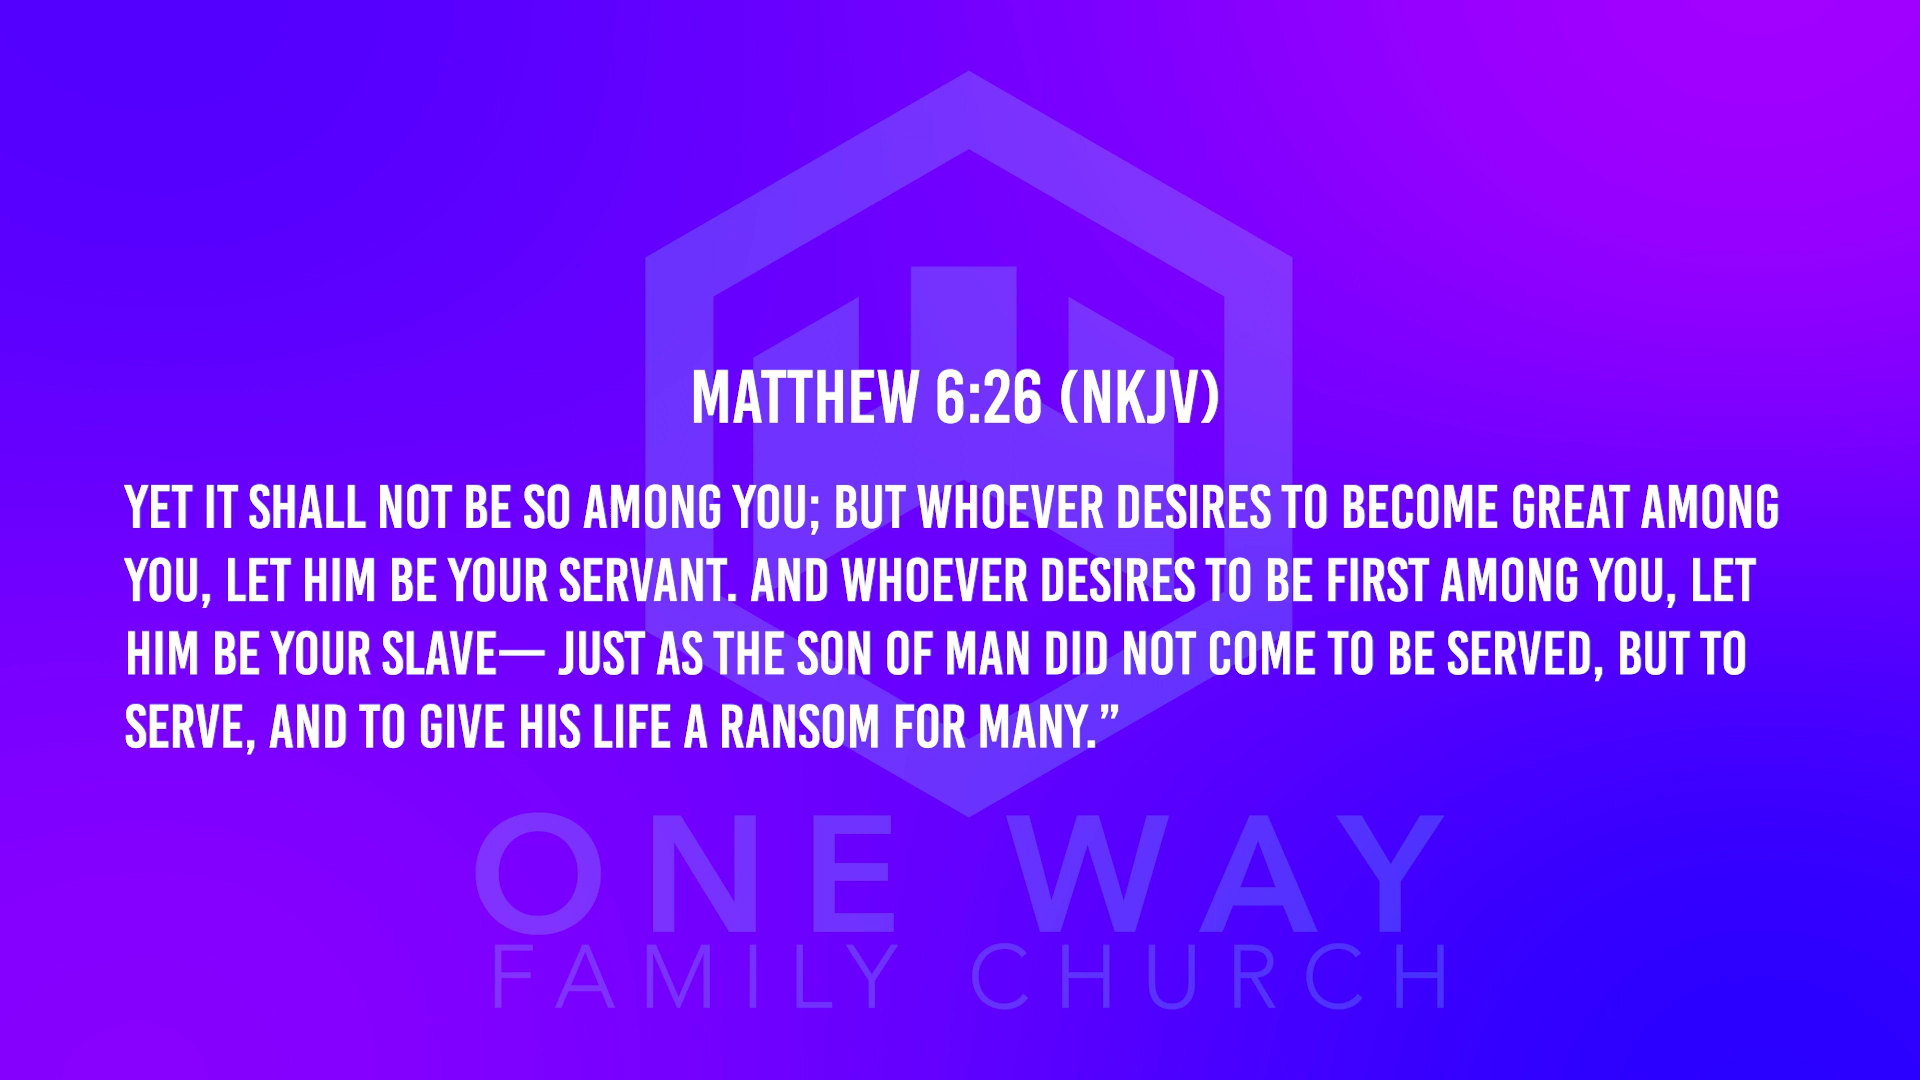 MATTHEW 6:26 (NKJV)
YET IT SHALL NOT BE SO AMONG YOU; BUT WHOEVER DESIRES TO BECOME GREAT AMONG
YOU, LET HIM BE YOUR SERVANT. AND WHOEVER DESIRES TO BE FIRST AMONG YOU, LET
HIM BE YOUR SLAVE— JUST AS THE SON OF MAN DID NOT COME TO BE SERVED, BUT TO
SERVE, AND TO GIVE HIS LIFE A RANSOM FOR MANY.”
ONE WAY
FAMILY CHURCH